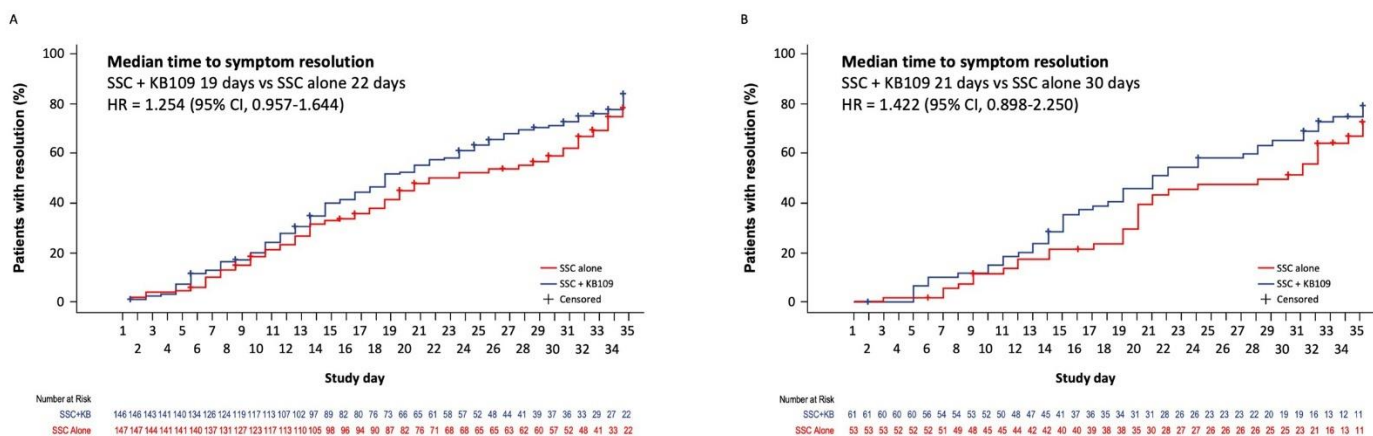 A
Median time to symptom resolution
SSC + KB109 19 days vs SSC alone 22 days
HR = 1.254 (95% CI, 0.957-1.644)
Patients with resolution (%)
100
80
60
40
20
0
SSC alone
SSC + KB109
Censored
1 3 5 7 9 11 13 15 17 19 21 23 25 27 29 31 33 35
2 4 6 8 10 12 14 16 18 20 22 24 26 28 30 32 34
Study day
Number at Risk
SSC+KB 146 146 143 141 140 134 126 124 119 117 113 107 102 97 89 82 80 76 73 66 65 61 58 57 52 48 44 41 39 37 36 33 29 27 22
SSC Alone 147 147 144 141 141 140 137 131 127 123 117 113 110 105 98 96 94 90 87 82 76 71 68 68 65 65 63 62 60 57 52 48 41 33 22
B
Median time to symptom resolution
SSC + KB109 21 days vs SSC alone 30 days
HR = 1.422 (95% CI, 0.898-2.250)
Patients with resolution (%)
100
80
60
40
20
0
SSC alone
SSC + KB109
Censored
1 3 5 7 9 11 13 15 17 19 21 23 25 27 29 31 33 35
2 4 6 8 10 12 14 16 18 20 22 24 26 28 30 32 34
Study day
Number at Risk
SSC+KB 61 61 60 60 60 56 54 54 53 52 50 48 47 45 41 37 36 35 34 31 31 28 26 26 23 23 23 22 20 19 19 16 13 12 11
SSC Alone 53 53 53 52 52 52 51 49 48 45 45 44 42 42 40 40 39 38 38 35 30 28 27 27 26 26 26 26 25 25 24 21 16 13 11